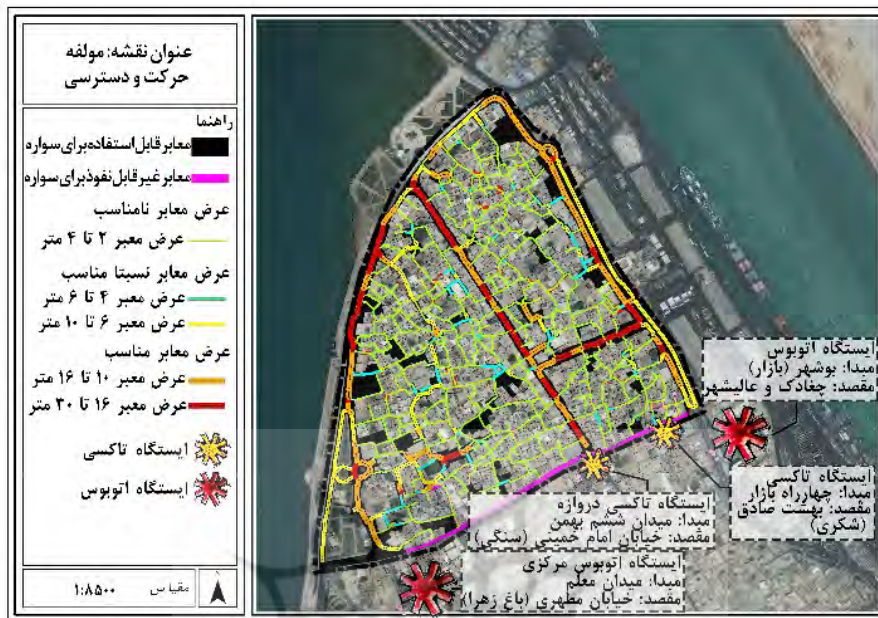 عنوان نقشه: مولفه
حرکت و دسترسی
راهنما
معابر قابل استفاده برای سواره
معابر غیر قابل نفوذ برای سواره
عرض معابر نامناسب
عرض معبر ۲ تا ۴ متر
عرض معابر نسبتا مناسب
عرض معبر ۴ تا ۶ متر
عرض معبر ۶ تا ۱۰ متر
عرض معابر مناسب
عرض معبر ۱۰ تا ۱۶ متر
عرض معبر ۱۶ تا ۳۰ متر
ایستگاه تاکسی
ایستگاه اتوبوس
مقیاس ۱:۸۵۰۰
ایستگاه اتوبوس
مبدا: بوشهر (بازار)
مقصد: چغادک و عالیشهر
ایستگاه تاکسی
مبدا: چهارراه بازار
مقصد: بهشت صادق
(شکری)
ایستگاه تاکسی دروازه
مبدا: میدان ششم بهمن
مقصد: خیابان امام خمینی (سنگی)
ایستگاه اتوبوس مرکزی
مبدا: میدان معلم
مقصد: خیابان مطهری (باغ زهرا)